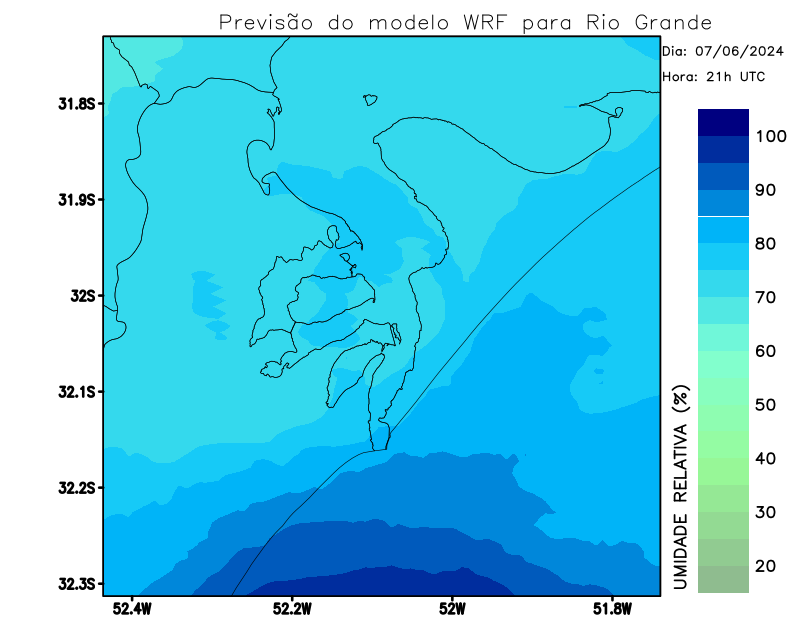 Previsão do modelo WRF para Rio Grande
Dia: 07/06/2024
Hora: 21h UTC
31.8S
31.9S
32S
32.1S
32.2S
32.3S
52.4W
52.2W
52W
51.8W
100
90
80
70
60
50
40
30
20
UMIDADE RELATIVA (%)